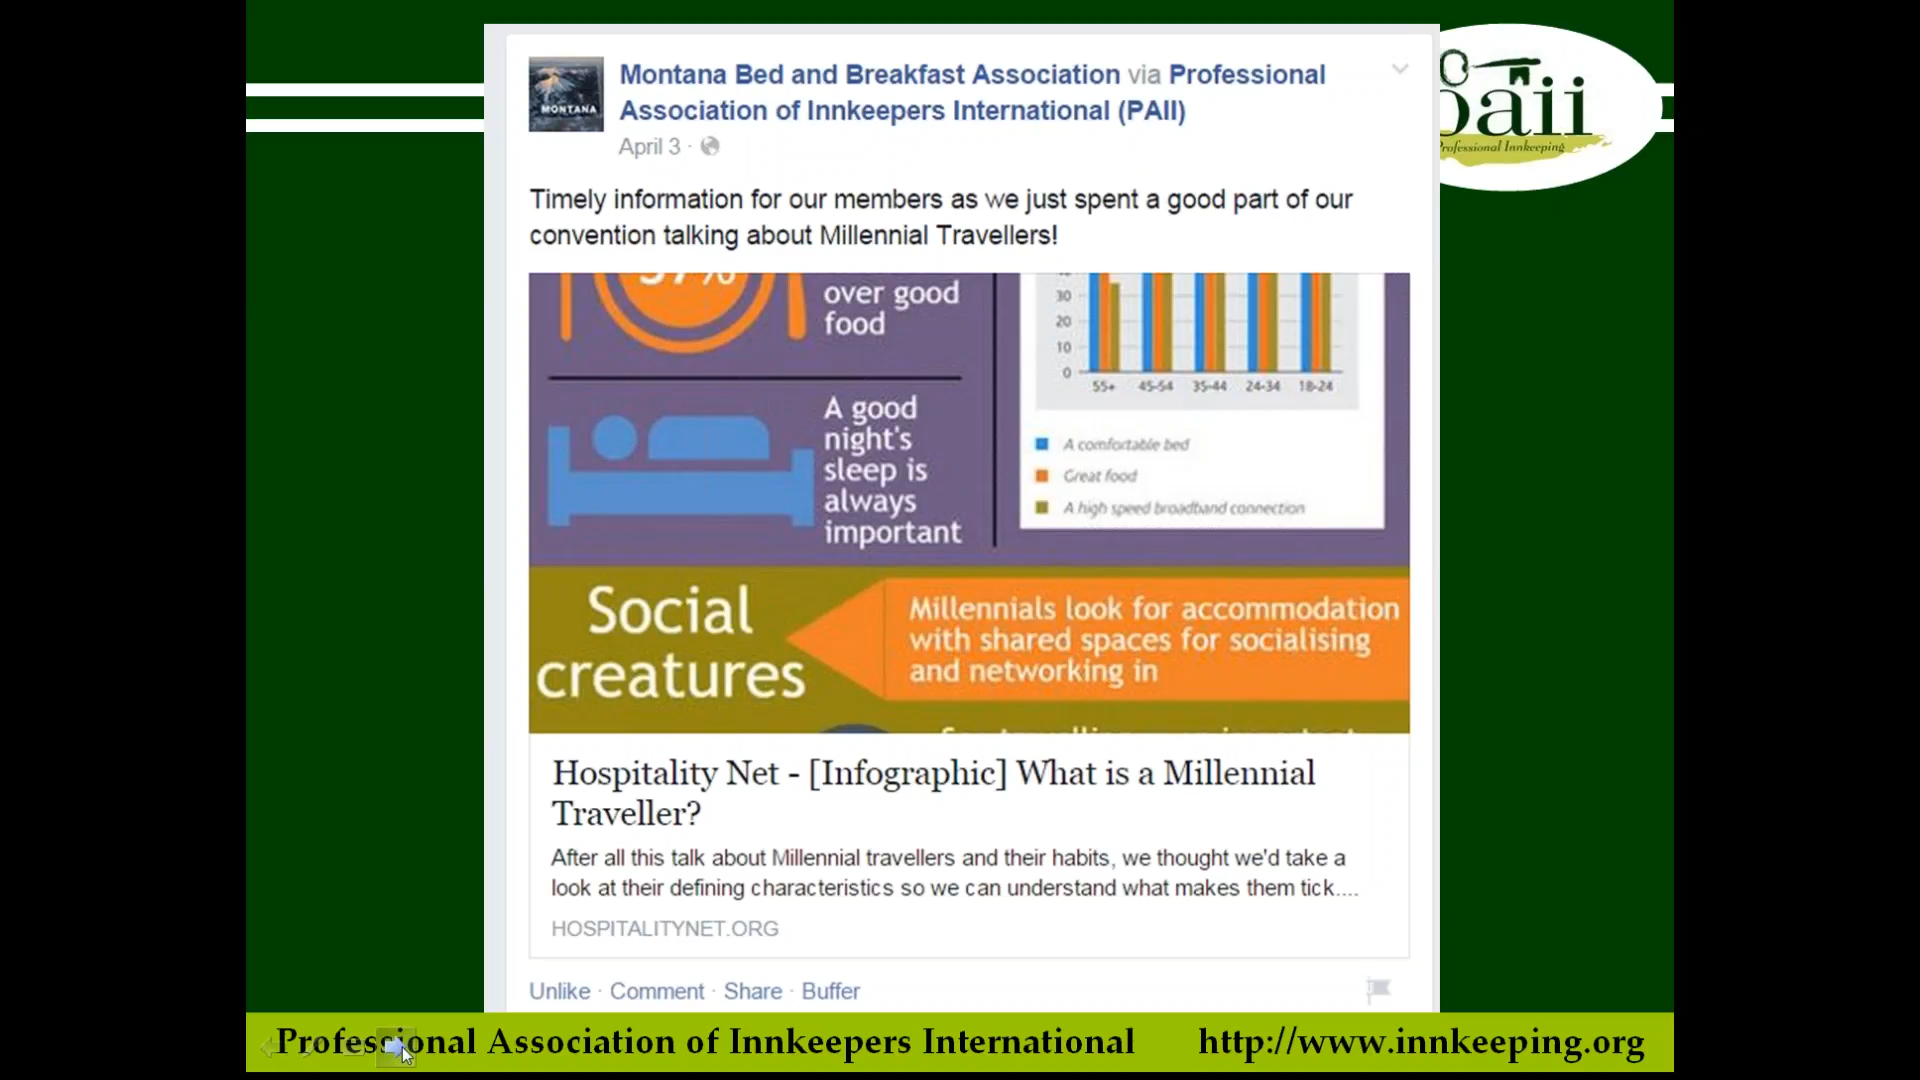 Montana Bed and Breakfast Association via Professional
Association of Innkeepers International (PAII)
April 3 ·
MONTANA
paii
Professional Innkeeping
Timely information for our members as we just spent a good part of our
convention talking about Millennial Travellers!
over good
food
A good
night's
sleep is
always
important
30
20
10
0
55+ 45-54 35-44 24-34 18-24
A comfortable bed
Great food
A high speed broadband connection
Social
creatures
Millennials look for accommodation
with shared spaces for socialising
and networking in
Hospitality Net - [Infographic] What is a Millennial
Traveller?
After all this talk about Millennial travellers and their habits, we thought we'd take a
look at their defining characteristics so we can understand what makes them tick....
HOSPITALITYNET.ORG
Unlike · Comment · Share · Buffer
Professional Association of Innkeepers International http://www.innkeeping.org